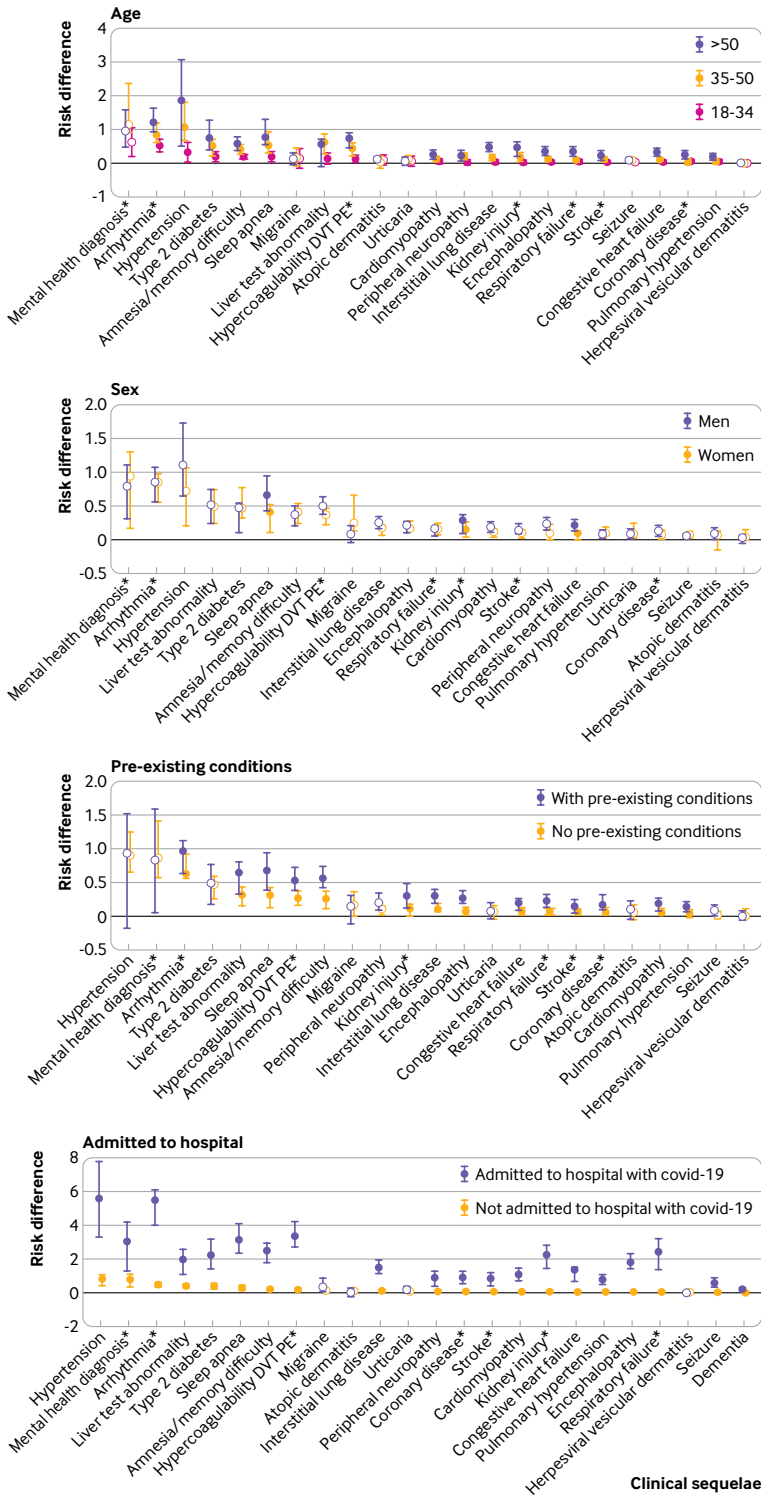 Age
Risk difference
4
3
2
1
0
-1
>50
35-50
18-34
Mental health diagnosis*
Arrhythmia*
Hypertension
Type 2 diabetes
Amnesia/memory difficulty
Sleep apnea
Migraine
Liver test abnormality
Hypercoagulability DVT PE*
Atopic dermatitis
Urticaria
Cardiomyopathy
Peripheral neuropathy
Interstitial lung disease
Kidney injury*
Encephalopathy
Respiratory failure*
Stroke*
Seizure
Congestive heart failure
Coronary disease*
Pulmonary hypertension
Herpesviral vesicular dermatitis
Sex
Risk difference
2.0
1.5
1.0
0.5
0
-0.5
Men
Women
Mental health diagnosis*
Arrhythmia*
Hypertension
Liver test abnormality
Type 2 diabetes
Sleep apnea
Amnesia/memory difficulty
Hypercoagulability DVT PE*
Migraine
Interstitial lung disease
Encephalopathy
Respiratory failure*
Kidney injury*
Cardiomyopathy
Stroke*
Peripheral neuropathy
Congestive heart failure
Pulmonary hypertension
Urticaria
Coronary disease*
Seizure
Atopic dermatitis
Herpesviral vesicular dermatitis
Pre-existing conditions
Risk difference
2.0
1.5
1.0
0.5
0
-0.5
With pre-existing conditions
No pre-existing conditions
Hypertension
Mental health diagnosis*
Arrhythmia*
Type 2 diabetes
Liver test abnormality
Sleep apnea
Hypercoagulability DVT PE*
Amnesia/memory difficulty
Migraine
Peripheral neuropathy
Kidney injury*
Interstitial lung disease
Encephalopathy
Urticaria
Congestive heart failure
Respiratory failure*
Stroke*
Coronary disease*
Atopic dermatitis
Cardiomyopathy
Pulmonary hypertension
Seizure
Herpesviral vesicular dermatitis
Admitted to hospital
Risk difference
8
6
4
2
0
-2
Admitted to hospital with covid-19
Not admitted to hospital with covid-19
Hypertension
Mental health diagnosis*
Arrhythmia*
Liver test abnormality
Type 2 diabetes
Sleep apnea
Amnesia/memory difficulty
Hypercoagulability DVT PE*
Migraine
Atopic dermatitis
Interstitial lung disease
Urticaria
Peripheral neuropathy
Coronary disease*
Stroke*
Cardiomyopathy
Kidney injury*
Congestive heart failure
Pulmonary hypertension
Encephalopathy
Respiratory failure*
Herpesviral vesicular dermatitis
Seizure
Dementia
Clinical sequelae